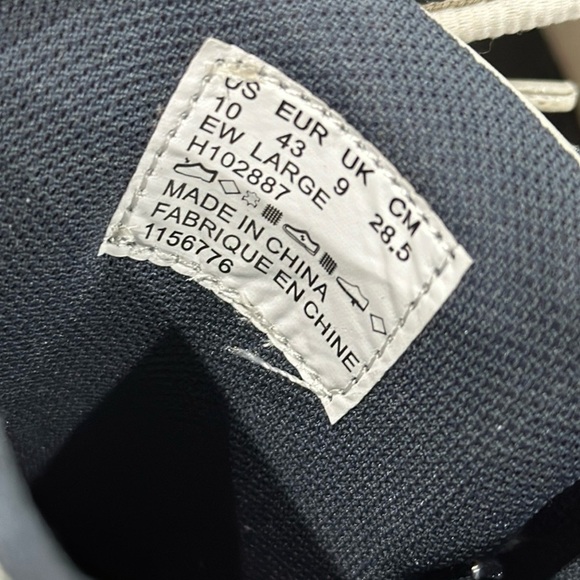 US EUR UK CM
10 43 9 28.5
EW LARGE
H102887
MADE IN CHINA
FABRIQUE EN CHINE
1156776